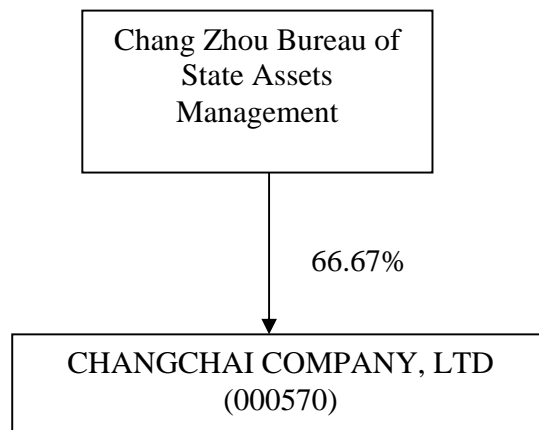 Chang Zhou Bureau of
State Assets
Management
66.67%
CHANGCHAI COMPANY, LTD
(000570)